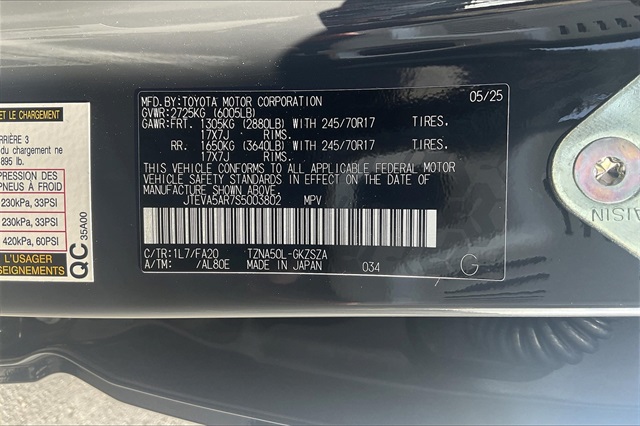 ET LE CHARGEMENT
ARRIÈRE 3
du chargement ne
895 lb.
PRESSION DES
PNEUS À FROID
230kPa, 33PSI
230kPa, 33PSI
420kPa, 60PSI
L'USAGER
RENSEIGNEMENTS
QC
35A00
MFD.BY:TOYOTA MOTOR CORPORATION 05/25
GVWR:2725KG (6005LB)
GAWR:FRT. 1305KG (2880LB) WITH 245/70R17 TIRES.
17X7J RIMS.
RR. 1650KG (3640LB) WITH 245/70R17 TIRES.
17X7J RIMS.
THIS VEHICLE CONFORMS TO ALL APPLICABLE FEDERAL MOTOR
VEHICLE SAFETY STANDARDS IN EFFECT ON THE DATE OF
MANUFACTURE SHOWN ABOVE.
JTEVA5AR7S5003802 MPV
C/TR:1L7/FA20 TZNA50L-GKZSZA
A/TM: /AL80E MADE IN JAPAN 034
G
AISIN